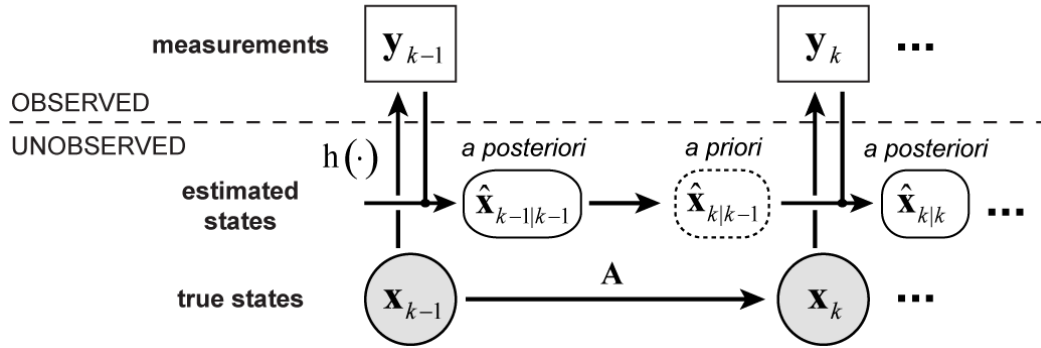 measurements y_{k-1} y_k ...
OBSERVED
UNOBSERVED
h(·) a posteriori a priori a posteriori
estimated states x̂_{k-1|k-1} x̂_{k|k-1} x̂_{k|k} ...
A
true states x_{k-1} x_k ...